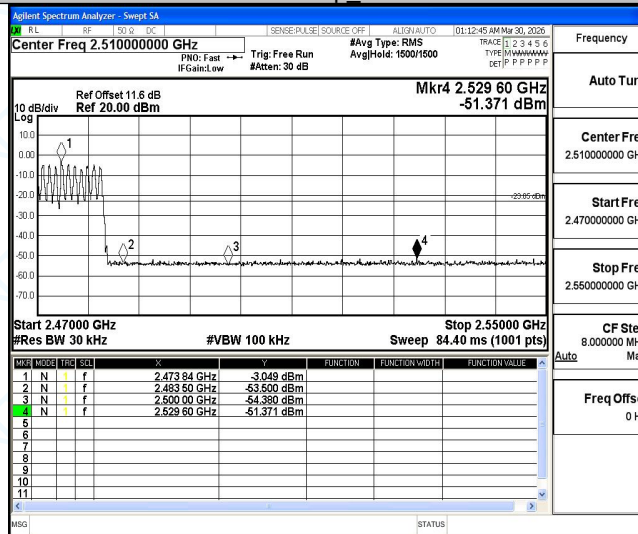 Agilent Spectrum Analyzer - Swept SA
RL RF 50 Ω DC SENSE:PULSE SOURCE OFF ALIGN AUTO 01:12:45 AM Mar 30, 2026
Center Freq 2.510000000 GHz
PNO: Fast
IFGain:Low
Trig: Free Run
#Atten: 30 dB
#Avg Type: RMS
Avg|Hold: 1500/1500
TRACE 1 2 3 4 5 6
TYPE M WWWWW
DET P P P P P P
Ref Offset 11.6 dB
10 dB/div Ref 20.00 dBm
Log
Mkr4 2.529 60 GHz
-51.371 dBm
10.0
0.00
-10.0
-20.0
-30.0
-40.0
-50.0
-60.0
-70.0
1
2
3
4
-23.05 dBm
Start 2.47000 GHz Stop 2.55000 GHz
#Res BW 30 kHz #VBW 100 kHz Sweep 84.40 ms (1001 pts)
MKR MODE TRC SCL X Y FUNCTION FUNCTION WIDTH FUNCTION VALUE
1 N 1 f 2.473 84 GHz -3.049 dBm
2 N 1 f 2.483 50 GHz -53.500 dBm
3 N 1 f 2.500 00 GHz -54.380 dBm
4 N 1 f 2.529 60 GHz -51.371 dBm
5
6
7
8
9
10
11
MSG STATUS
Frequency
Auto Tun
Center Fre
2.510000000 GH
Start Fre
2.470000000 GH
Stop Fre
2.550000000 GH
CF Ste
8.000000 MH
Auto Ma
Freq Offse
0 H